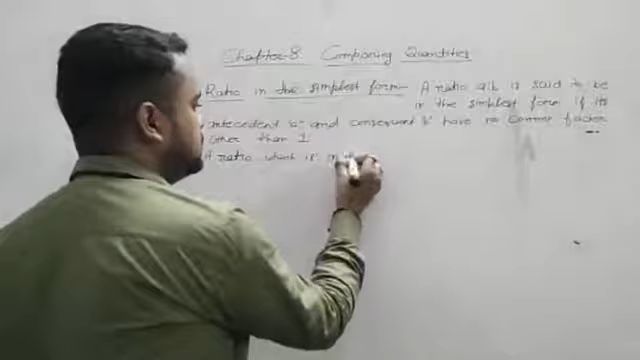 Chapter-8 Comparing Quantities
Ratio in the simplest form- A ratio a:b is said to be
in the simplest form if its
antecedent 'a' and consequent 'b' have no common factor
other than 1.
A ratio which is in